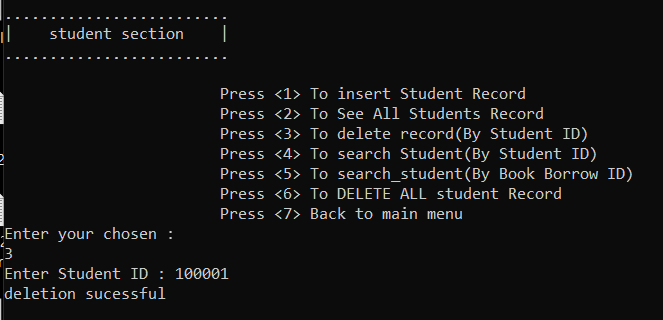 .........................
|    student section    |
.........................
Press <1> To insert Student Record
Press <2> To See All Students Record
Press <3> To delete record(By Student ID)
Press <4> To search Student(By Student ID)
Press <5> To search_student(By Book Borrow ID)
Press <6> To DELETE ALL student Record
Press <7> Back to main menu
Enter your chosen :
3
Enter Student ID : 100001
deletion sucessful